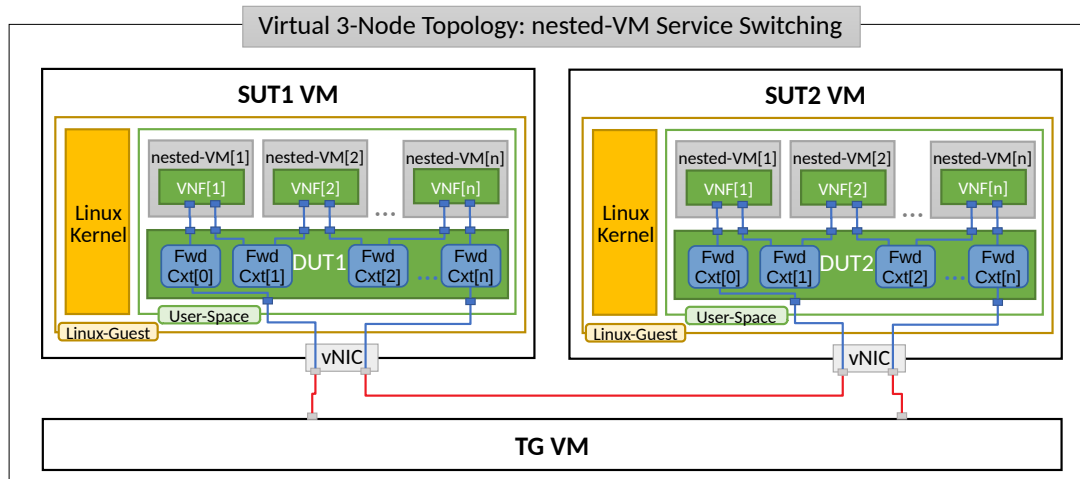 Virtual 3-Node Topology: nested-VM Service Switching
SUT1 VM
Linux
Kernel
nested-VM[1]
VNF[1]
nested-VM[2]
VNF[2]
...
nested-VM[n]
VNF[n]
DUT1
Fwd
Cxt[0]
Fwd
Cxt[1]
Fwd
Cxt[2]
...
Fwd
Cxt[n]
User-Space
Linux-Guest
vNIC
SUT2 VM
Linux
Kernel
nested-VM[1]
VNF[1]
nested-VM[2]
VNF[2]
...
nested-VM[n]
VNF[n]
DUT2
Fwd
Cxt[0]
Fwd
Cxt[1]
Fwd
Cxt[2]
...
Fwd
Cxt[n]
User-Space
Linux-Guest
vNIC
TG VM